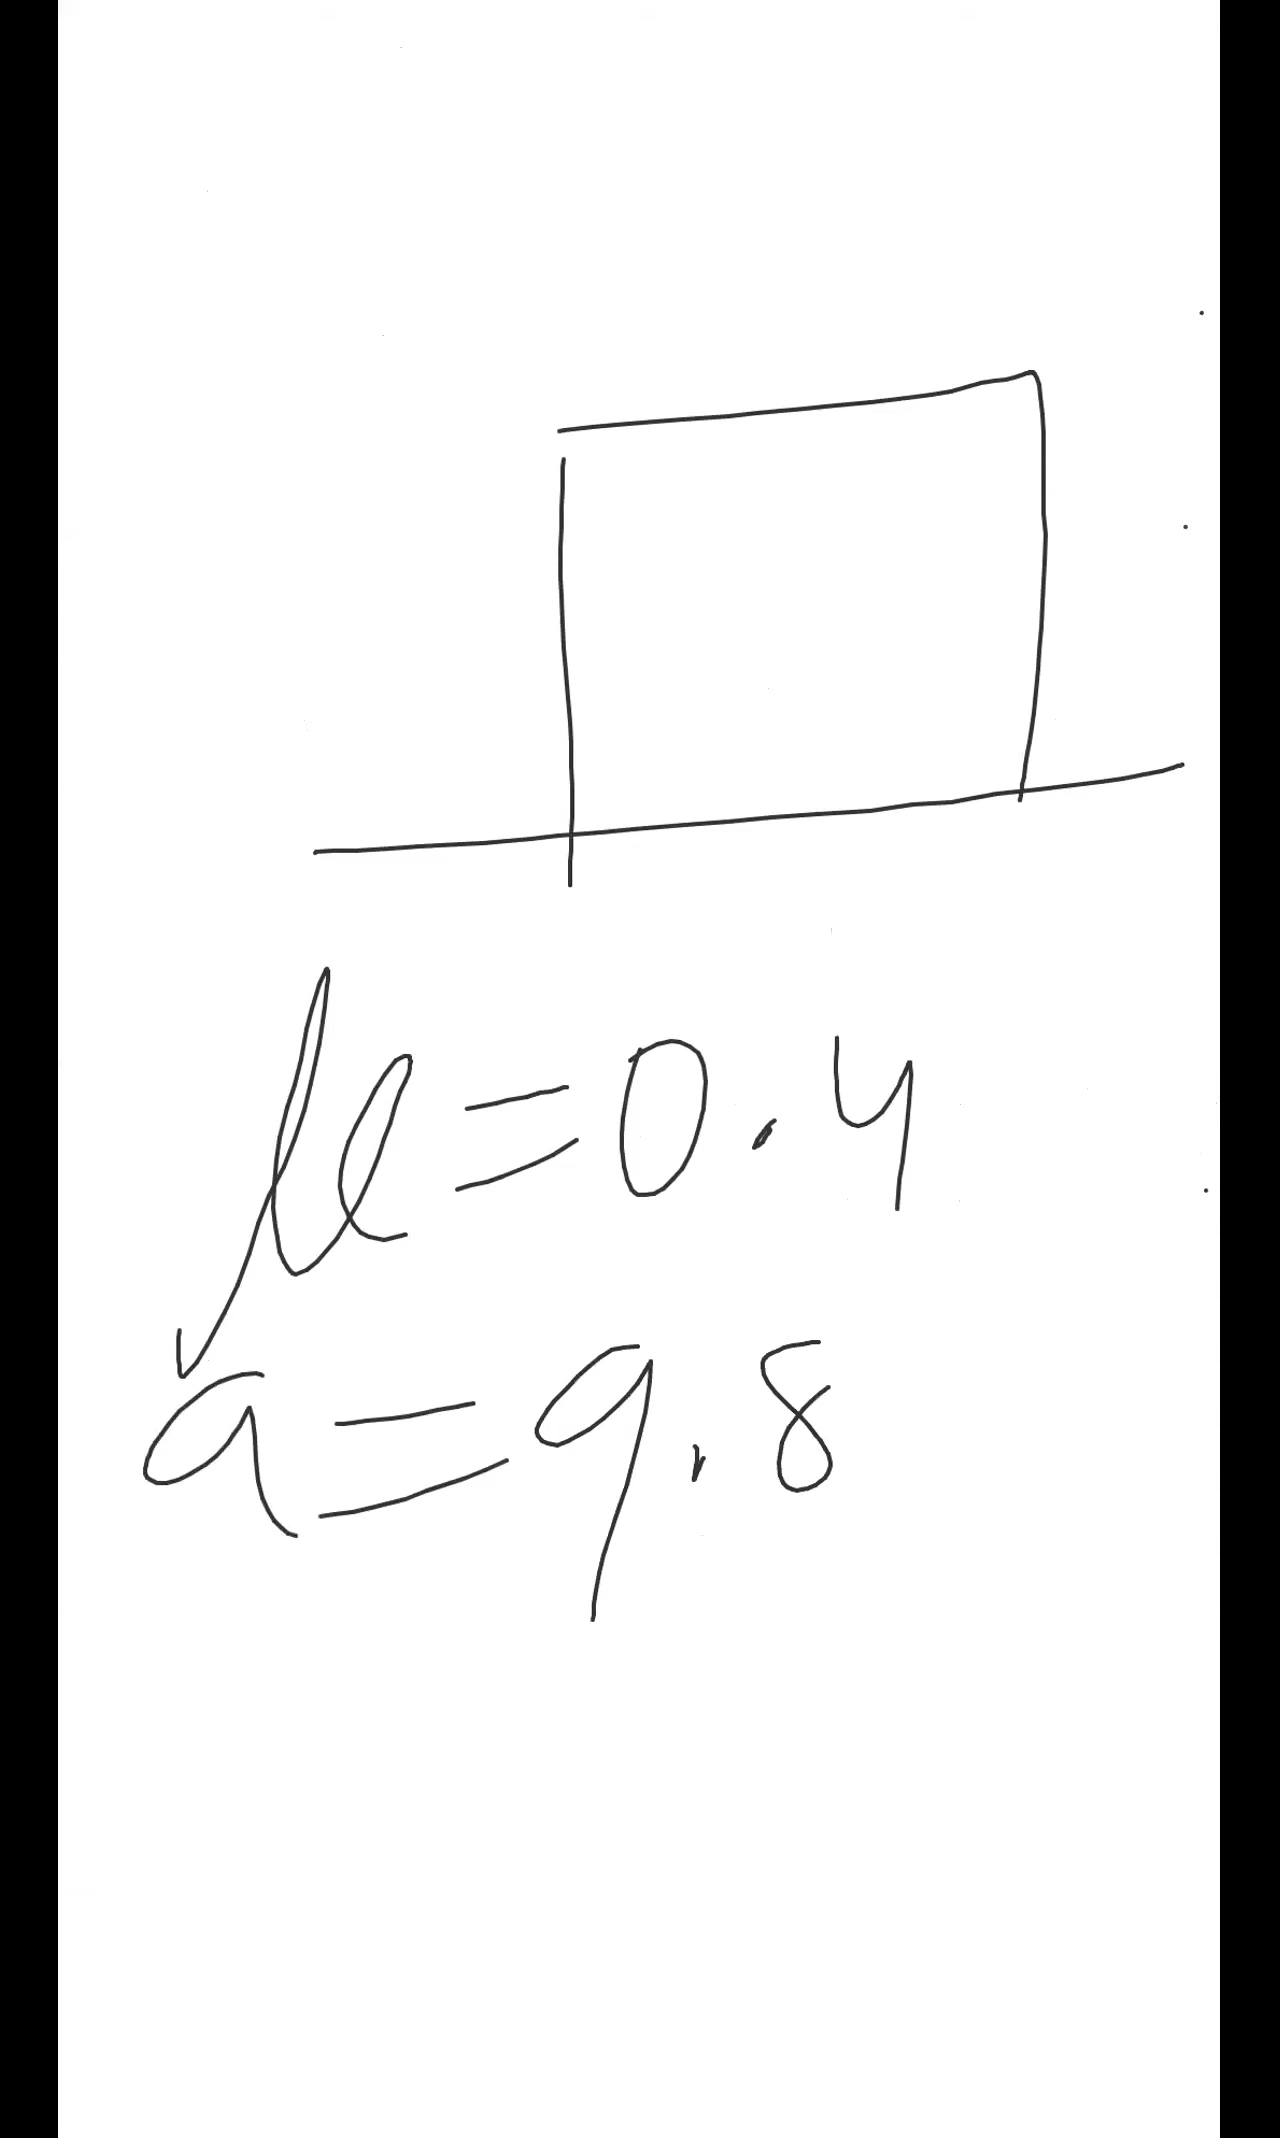 μ = 0.4
a = 9.8